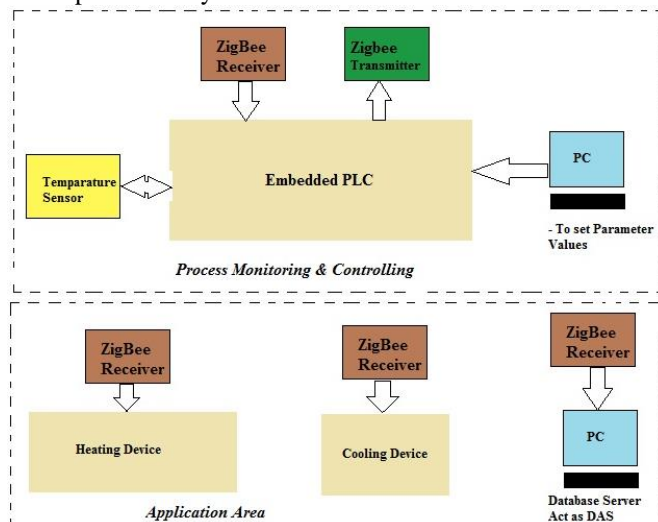 ZigBee
Receiver
Zigbee
Transmitter
Temparature
Sensor
Embedded PLC
PC
- To set Parameter
Values
Process Monitoring & Controlling
ZigBee
Receiver
ZigBee
Receiver
ZigBee
Receiver
Heating Device
Cooling Device
PC
Database Server
Act as DAS
Application Area